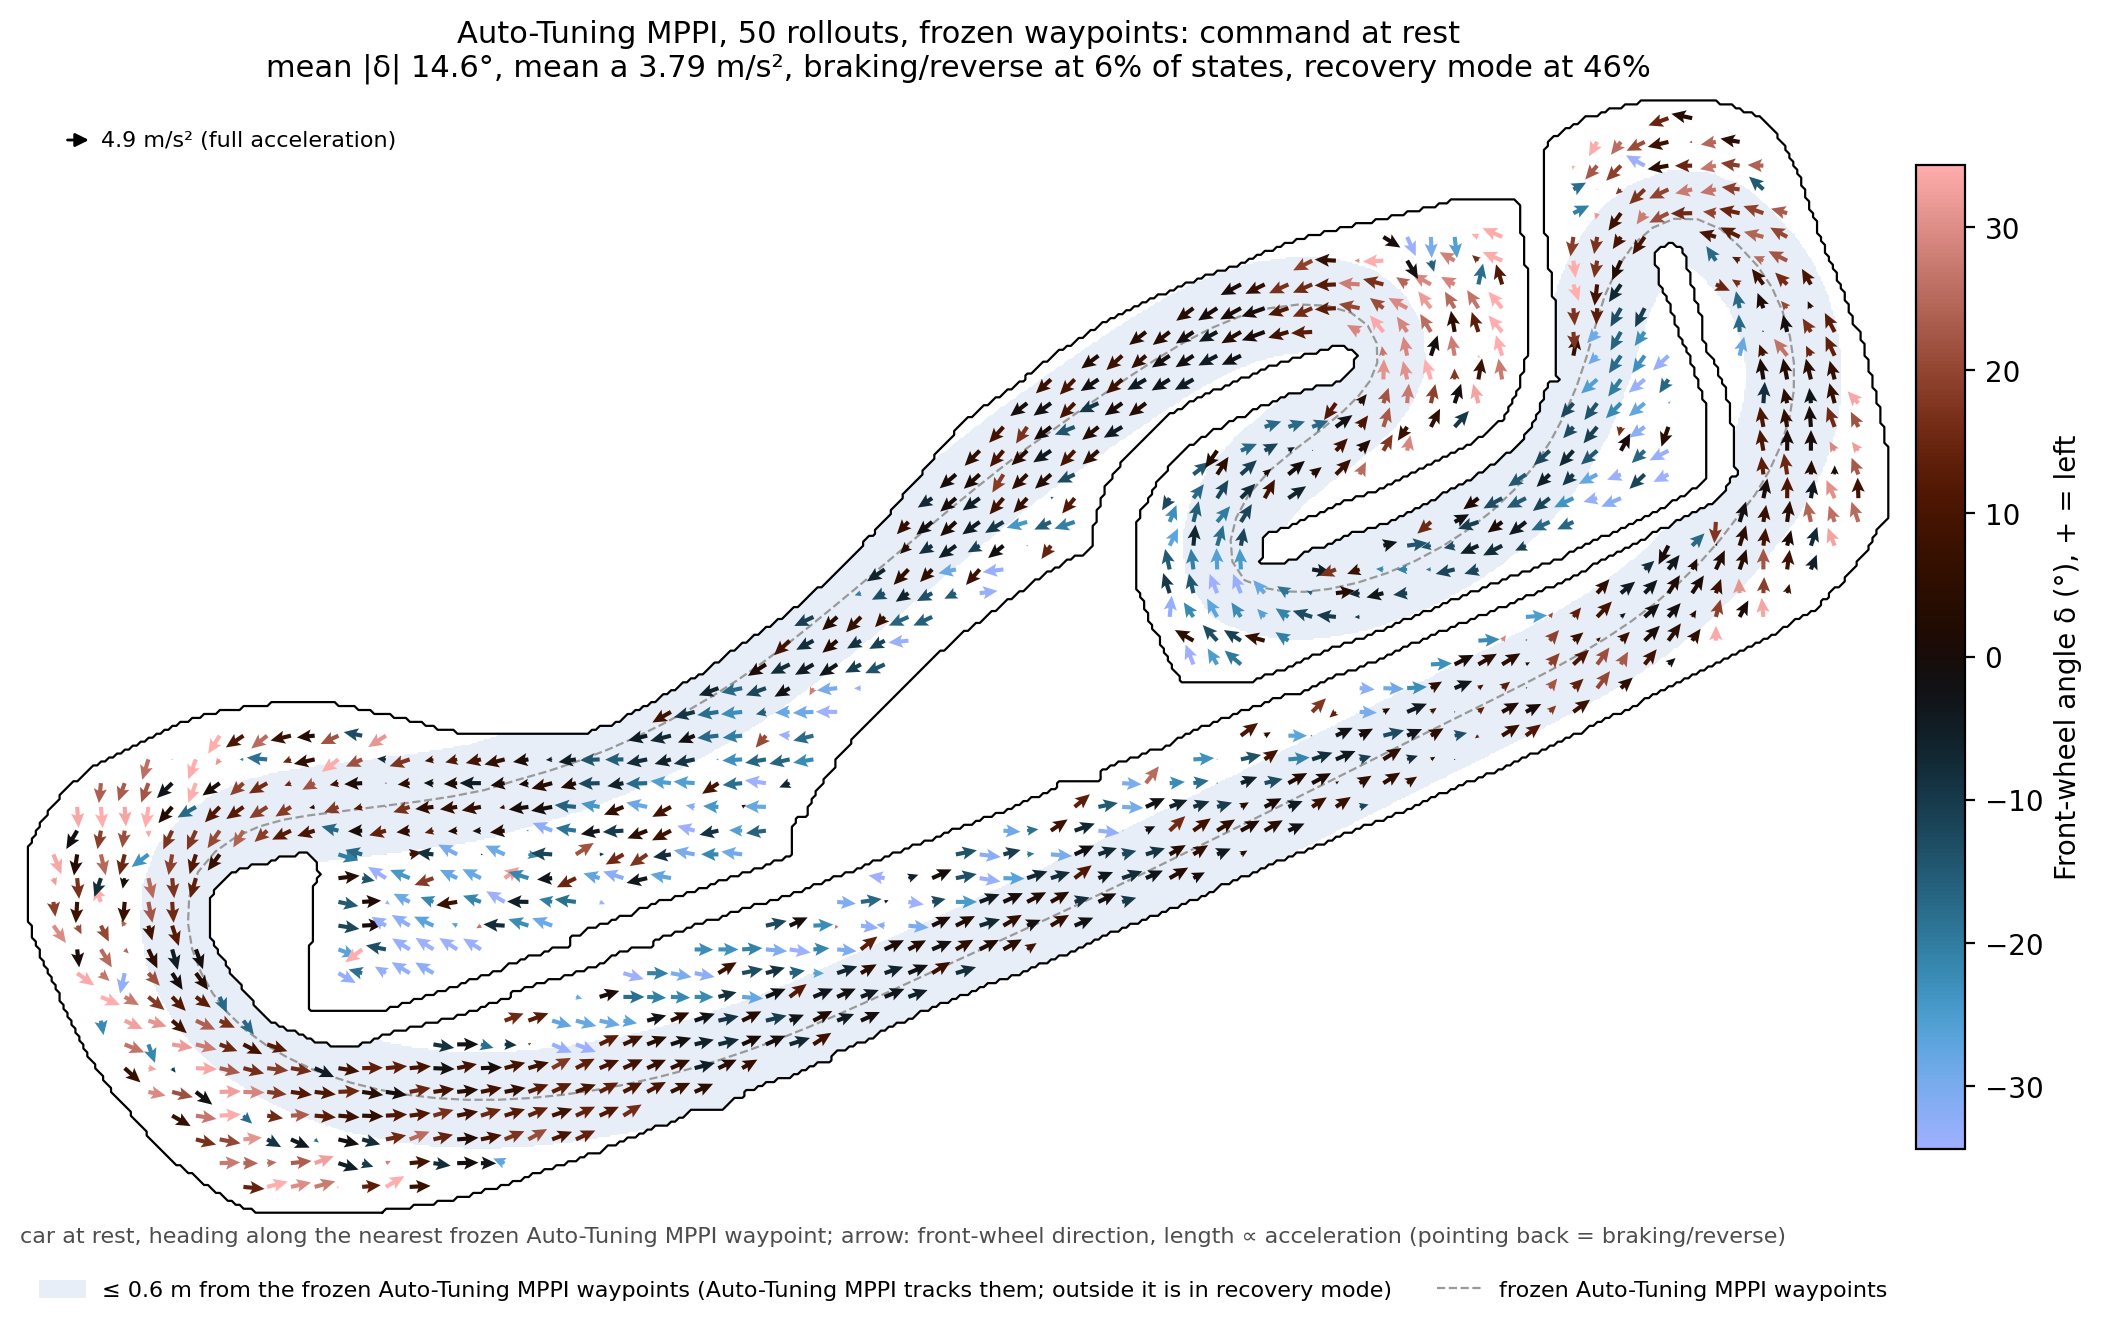 Auto-Tuning MPPI, 50 rollouts, frozen waypoints: command at rest
mean |δ| 14.6°, mean a 3.79 m/s², braking/reverse at 6% of states, recovery mode at 46%
4.9 m/s² (full acceleration)
30
20
10
0
−10
−20
−30
Front-wheel angle δ (°), + = left
car at rest, heading along the nearest frozen Auto-Tuning MPPI waypoint; arrow: front-wheel direction, length ∝ acceleration (pointing back = braking/reverse)
≤ 0.6 m from the frozen Auto-Tuning MPPI waypoints (Auto-Tuning MPPI tracks them; outside it is in recovery mode)
frozen Auto-Tuning MPPI waypoints